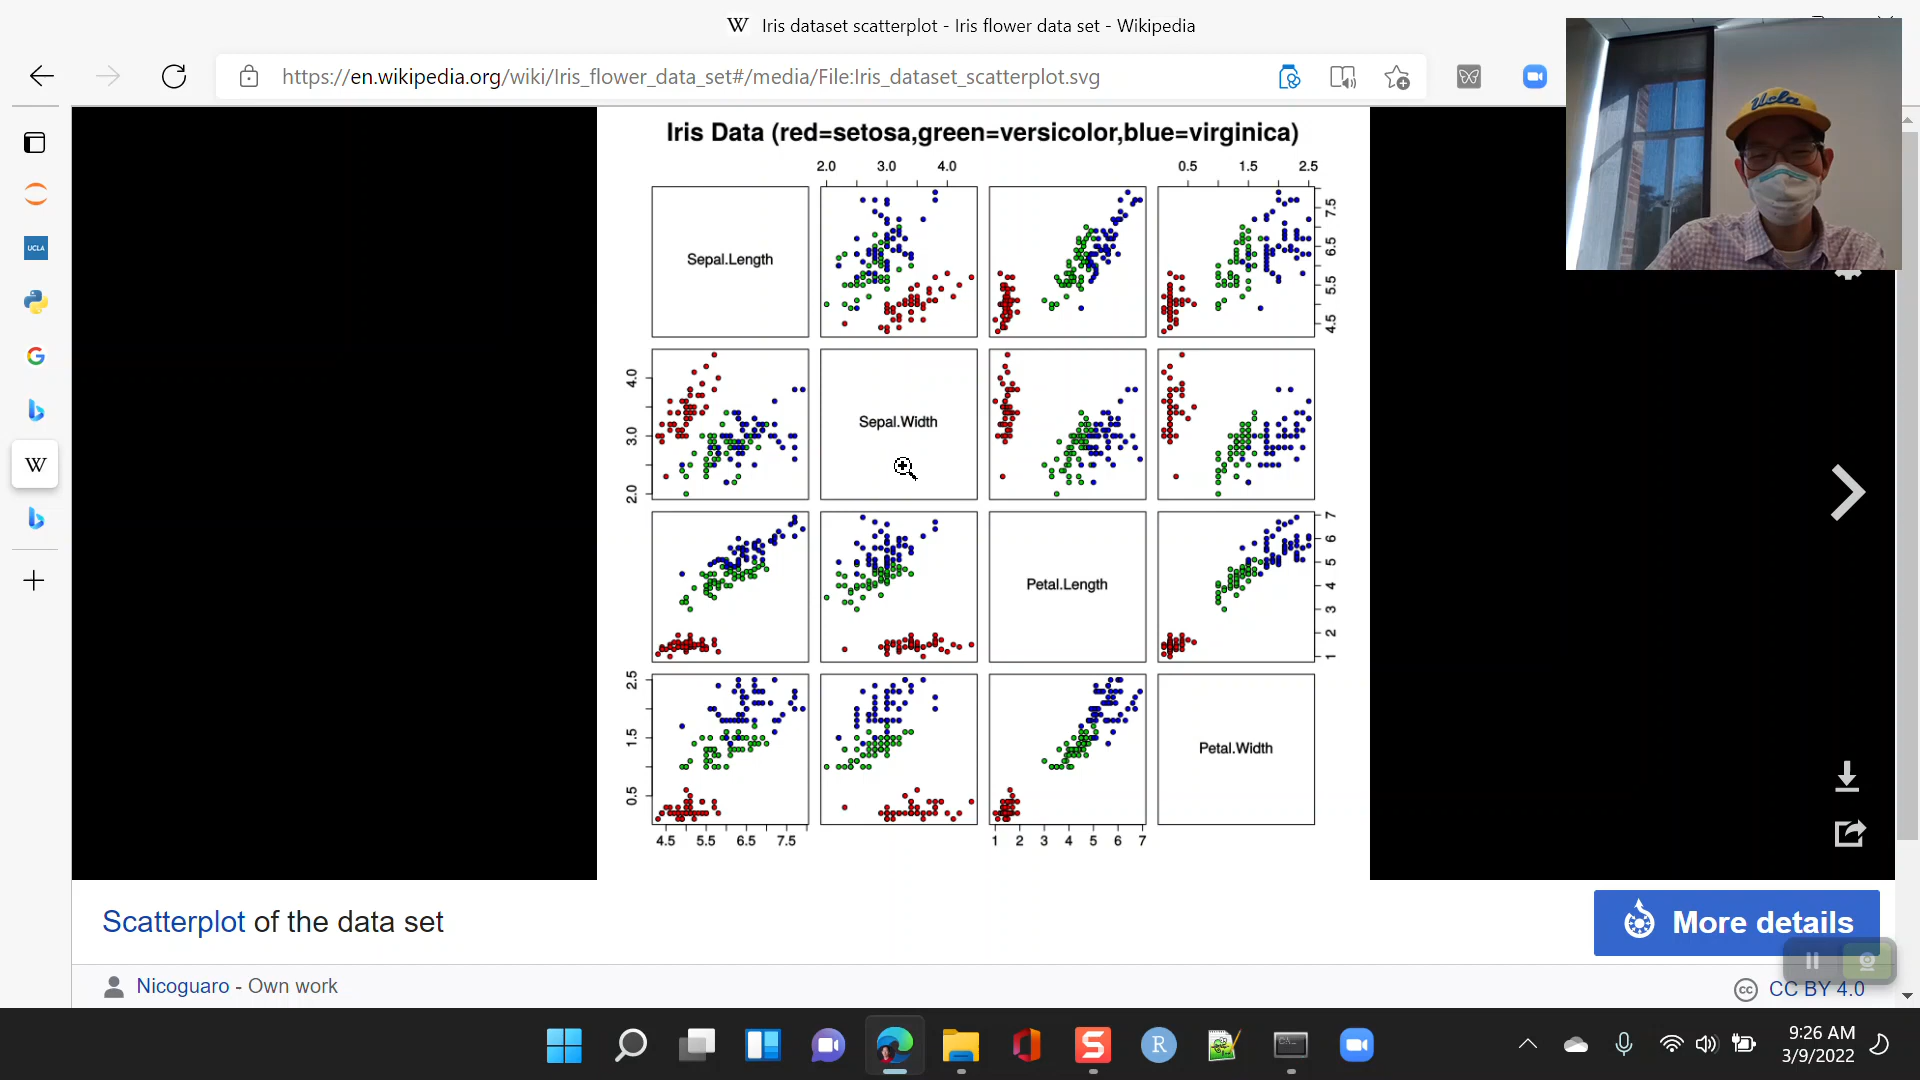 Iris dataset scatterplot - Iris flower data set - Wikipedia
https://en.wikipedia.org/wiki/Iris_flower_data_set#/media/File:Iris_dataset_scatterplot.svg
Ucla
UCLA
Iris Data (red=setosa,green=versicolor,blue=virginica)
2.0 3.0 4.0 0.5 1.5 2.5
Sepal.Length
4.5 5.5 6.5 7.5
2.0 3.0 4.0
Sepal.Width
Petal.Length
1 2 3 4 5 6 7
0.5 1.5 2.5
Petal.Width
4.5 5.5 6.5 7.5 1 2 3 4 5 6 7
Scatterplot of the data set
More details
Nicoguaro - Own work
cc CC BY 4.0
9:26 AM
3/9/2022